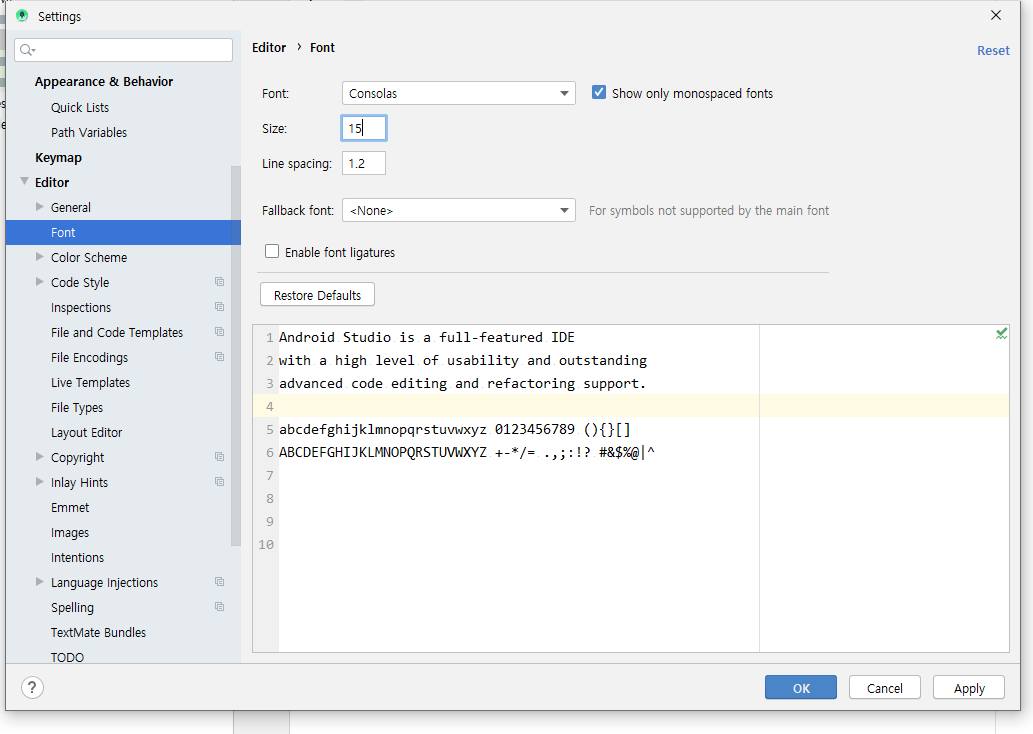 Settings
Editor › Font
Reset
Appearance & Behavior
Quick Lists
Path Variables
Keymap
Editor
General
Font
Color Scheme
Code Style
Inspections
File and Code Templates
File Encodings
Live Templates
File Types
Layout Editor
Copyright
Inlay Hints
Emmet
Images
Intentions
Language Injections
Spelling
TextMate Bundles
TODO
Font: Consolas Show only monospaced fonts
Size: 15
Line spacing: 1.2
Fallback font: <None> For symbols not supported by the main font
Enable font ligatures
Restore Defaults
1 Android Studio is a full-featured IDE
2 with a high level of usability and outstanding
3 advanced code editing and refactoring support.
4
5 abcdefghijklmnopqrstuvwxyz 0123456789 (){}[]
6 ABCDEFGHIJKLMNOPQRSTUVWXYZ +-*/= .,;:!? #&$%@|^
7
8
9
10
? OK Cancel Apply